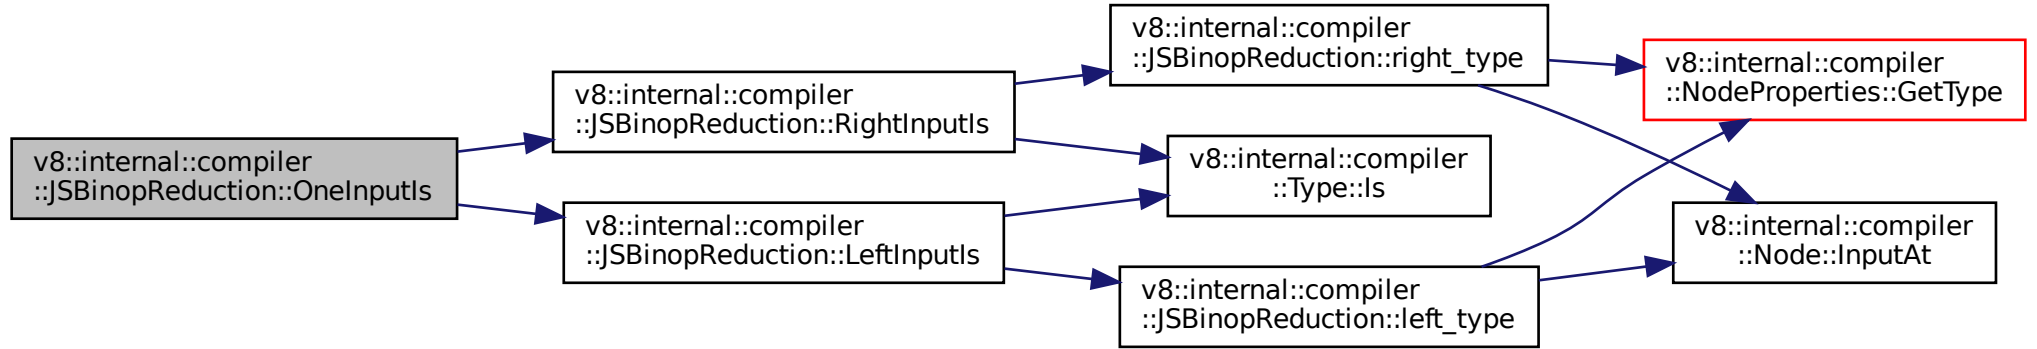 v8::internal::compiler
::JSBinopReduction::OneInputIs
v8::internal::compiler
::JSBinopReduction::RightInputIs
v8::internal::compiler
::JSBinopReduction::LeftInputIs
v8::internal::compiler
::JSBinopReduction::right_type
v8::internal::compiler
::Type::Is
v8::internal::compiler
::JSBinopReduction::left_type
v8::internal::compiler
::NodeProperties::GetType
v8::internal::compiler
::Node::InputAt